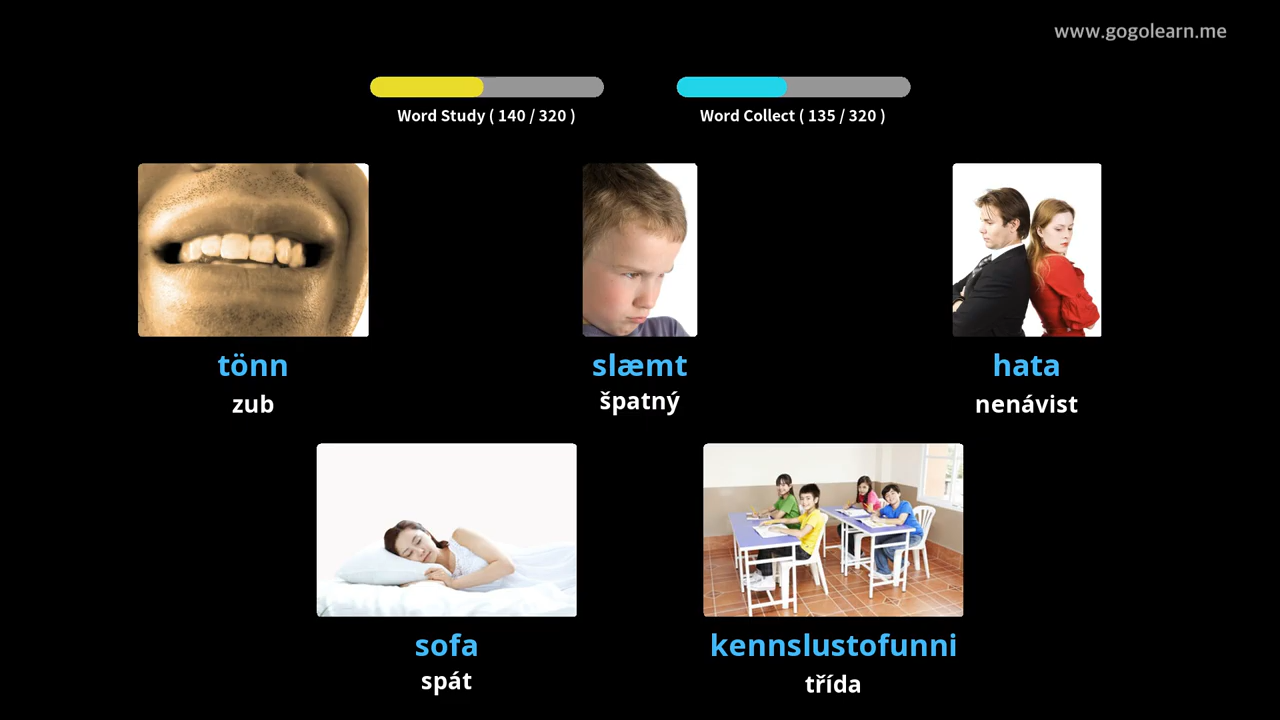 www.gogolearn.me
Word Study ( 140 / 320 )
Word Collect ( 135 / 320 )
tönn
zub
slæmt
špatný
hata
nenávist
sofa
spát
kennslustofunni
třída